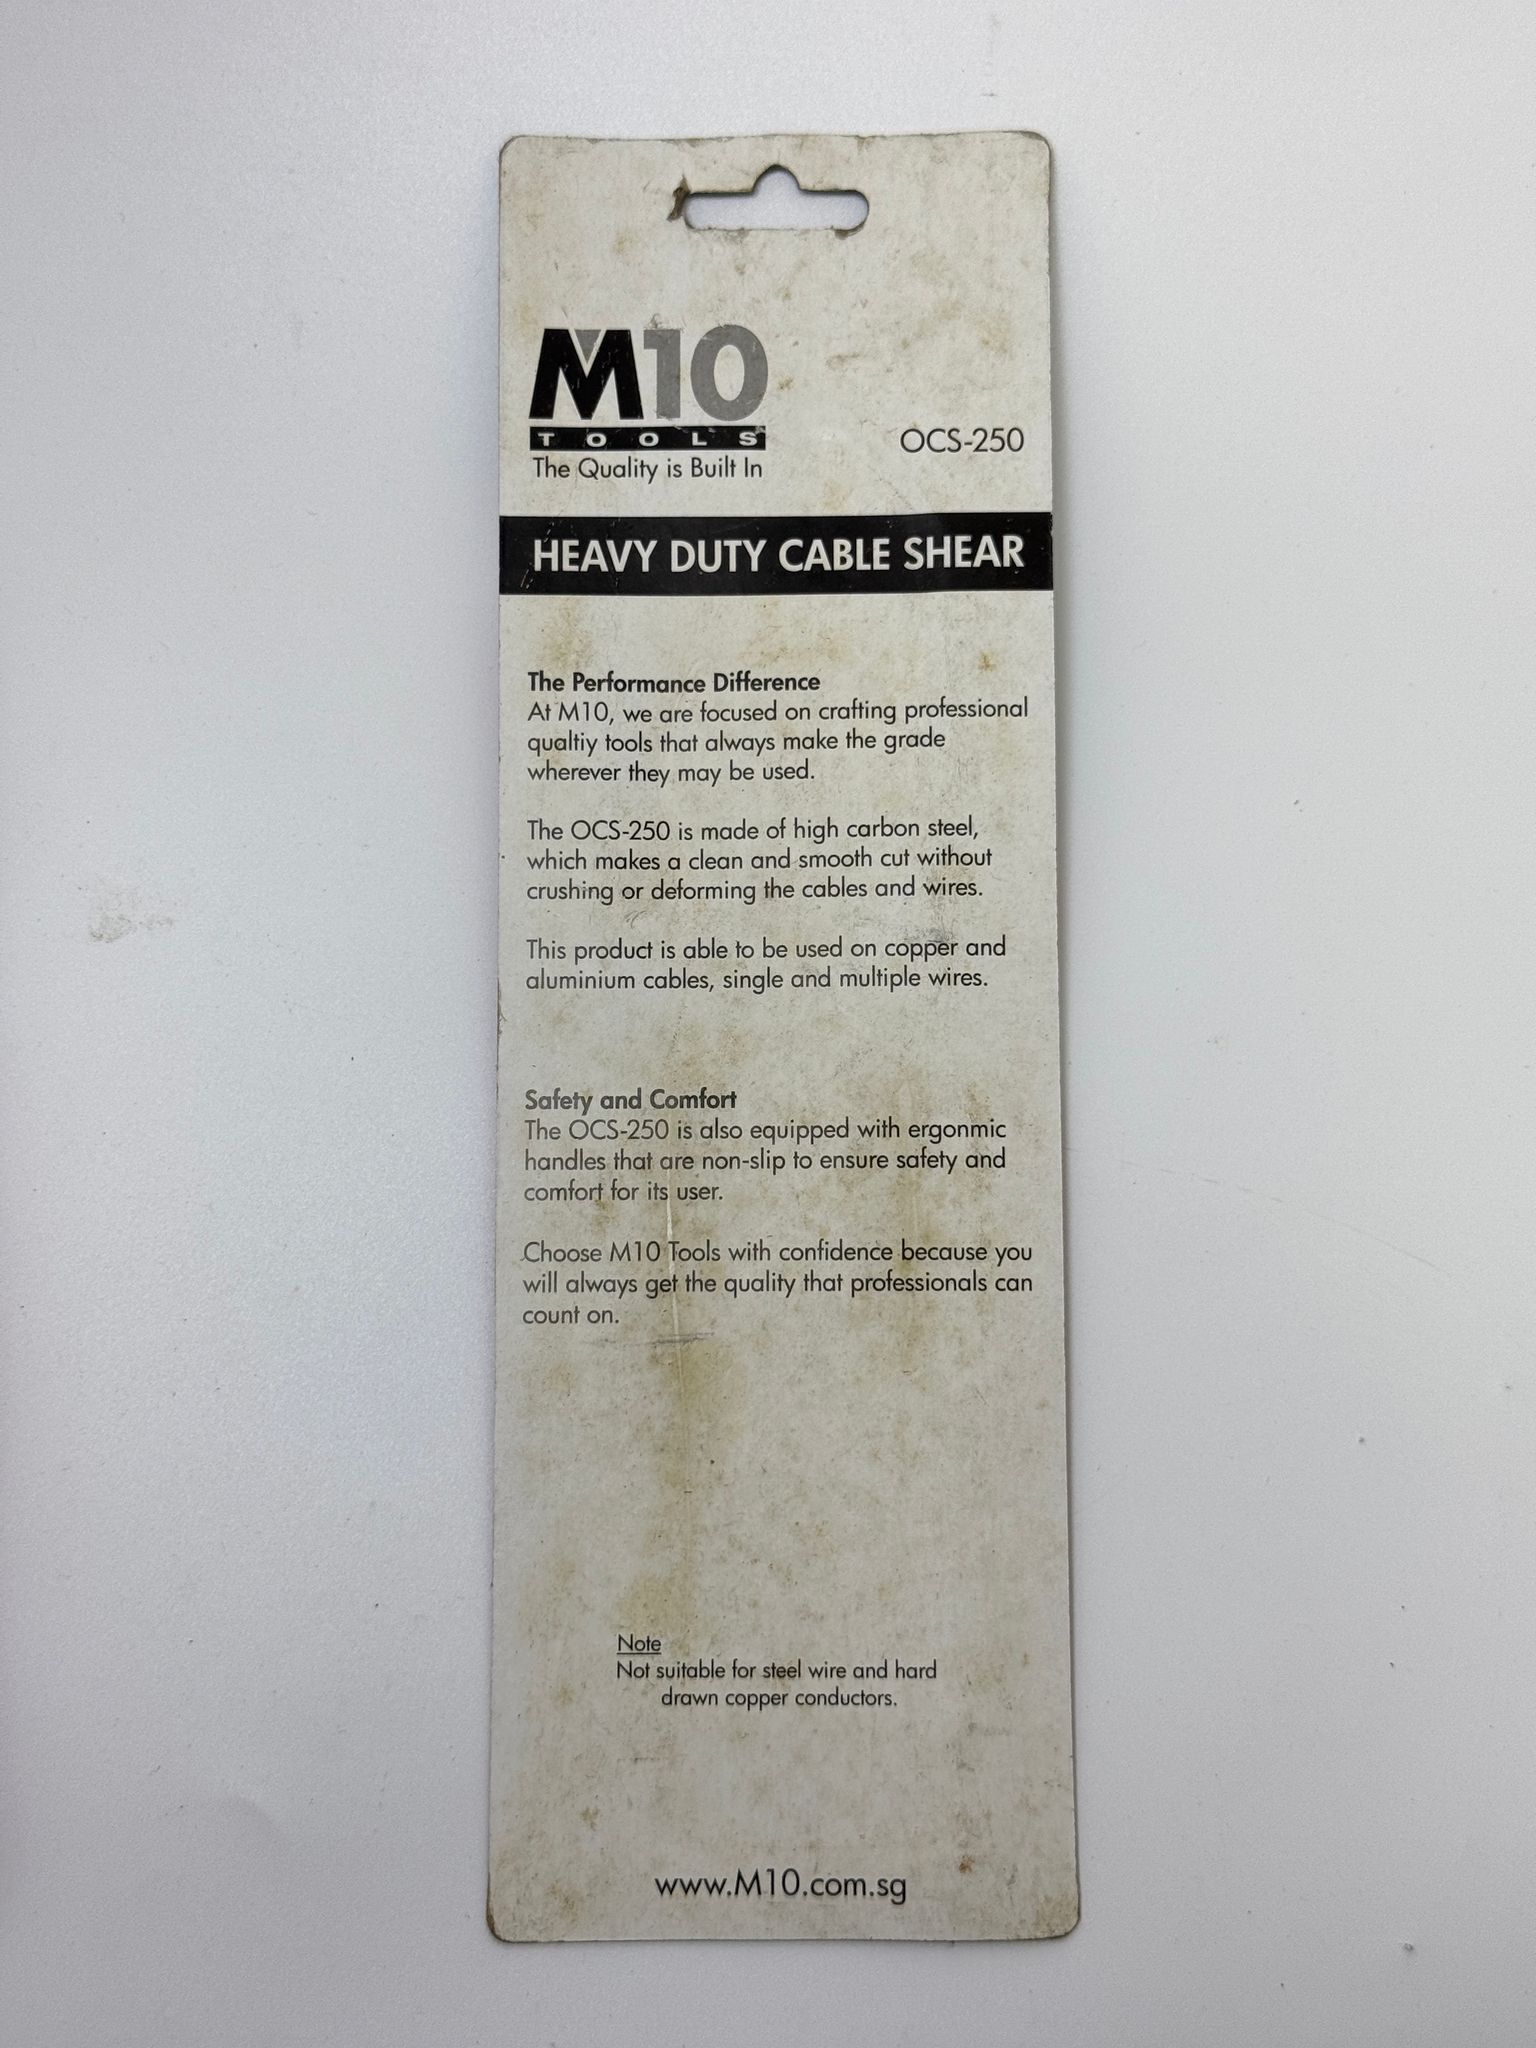 M10
TOOLS
The Quality is Built In
OCS-250
HEAVY DUTY CABLE SHEAR
The Performance Difference
At M10, we are focused on crafting professional
qualtiy tools that always make the grade
wherever they may be used.
The OCS-250 is made of high carbon steel,
which makes a clean and smooth cut without
crushing or deforming the cables and wires.
This product is able to be used on copper and
aluminium cables, single and multiple wires.
Safety and Comfort
The OCS-250 is also equipped with ergonmic
handles that are non-slip to ensure safety and
comfort for its user.
Choose M10 Tools with confidence because you
will always get the quality that professionals can
count on.
Note
Not suitable for steel wire and hard
drawn copper conductors.
www.M10.com.sg